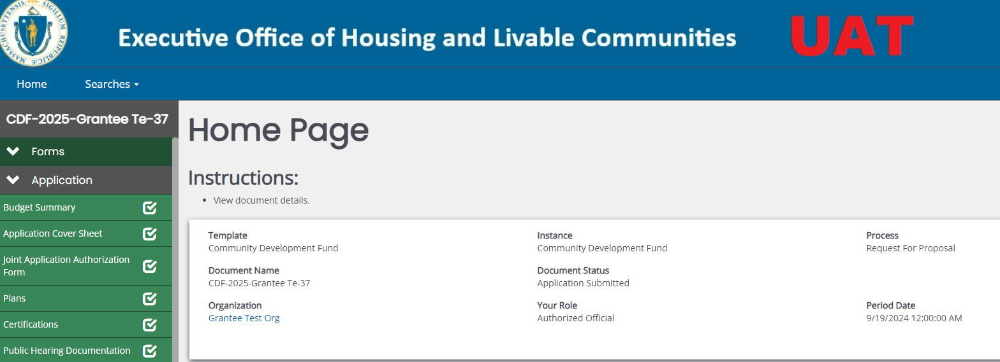 MASSACHUSETTENSIS. SIGILLUM REIPUBLICÆ
Executive Office of Housing and Livable Communities
UAT
Home
Searches
CDF-2025-Grantee Te-37
Forms
Application
Budget Summary
Application Cover Sheet
Joint Application Authorization
Form
Plans
Certifications
Public Hearing Documentation
Home Page
Instructions:
• View document details.
Template
Community Development Fund
Instance
Community Development Fund
Process
Request For Proposal
Document Name
CDF-2025-Grantee Te-37
Document Status
Application Submitted
Organization
Grantee Test Org
Your Role
Authorized Official
Period Date
9/19/2024 12:00:00 AM